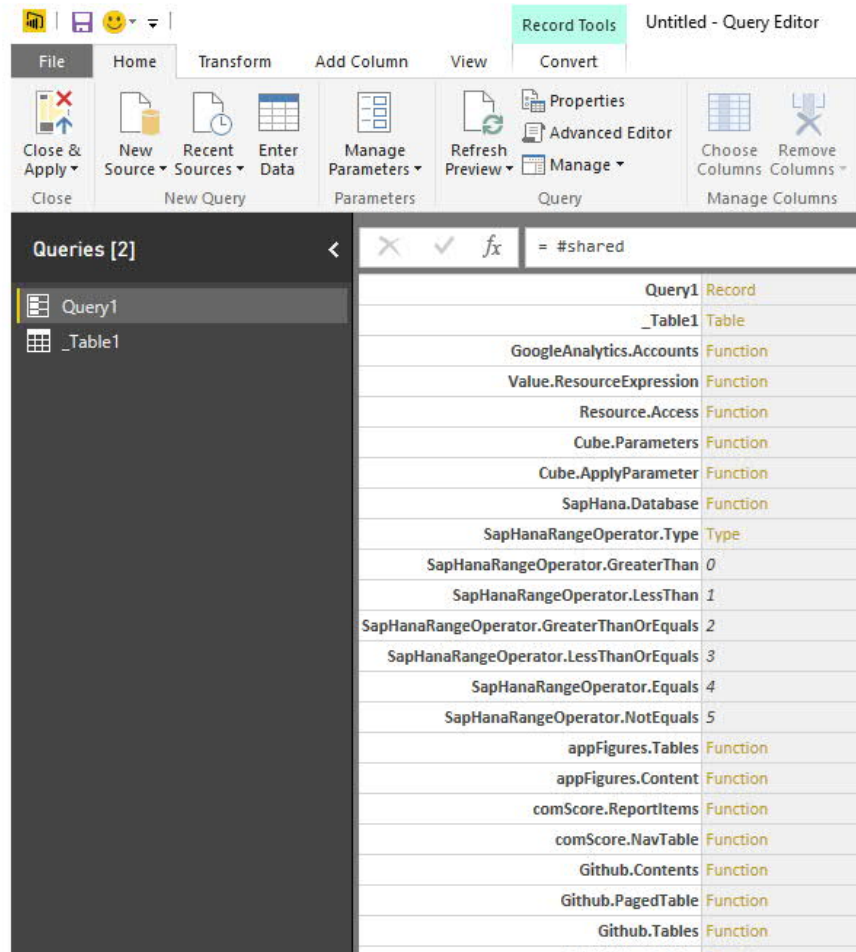 Record Tools Untitled - Query Editor
File Home Transform Add Column View Convert
Close & Apply New Source Recent Sources Enter Data Manage Parameters Refresh Preview Properties Advanced Editor Manage Choose Columns Remove Columns
Close New Query Parameters Query Manage Columns
Queries [2] < fx = #shared
Query1
_Table1
Query1 Record
_Table1 Table
GoogleAnalytics.Accounts Function
Value.ResourceExpression Function
Resource.Access Function
Cube.Parameters Function
Cube.ApplyParameter Function
SapHana.Database Function
SapHanaRangeOperator.Type Type
SapHanaRangeOperator.GreaterThan 0
SapHanaRangeOperator.LessThan 1
SapHanaRangeOperator.GreaterThanOrEquals 2
SapHanaRangeOperator.LessThanOrEquals 3
SapHanaRangeOperator.Equals 4
SapHanaRangeOperator.NotEquals 5
appFigures.Tables Function
appFigures.Content Function
comScore.ReportItems Function
comScore.NavTable Function
Github.Contents Function
Github.PagedTable Function
Github.Tables Function